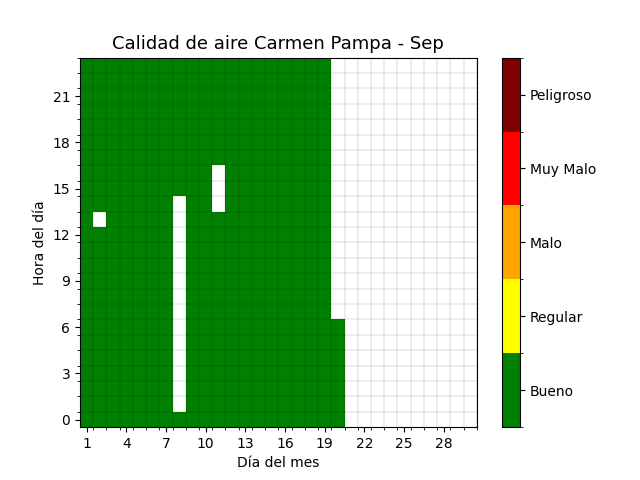 Calidad de aire Carmen Pampa - Sep
Hora del día
21
18
15
12
9
6
3
0
1 4 7 10 13 16 19 22 25 28
Día del mes
Peligroso
Muy Malo
Malo
Regular
Bueno